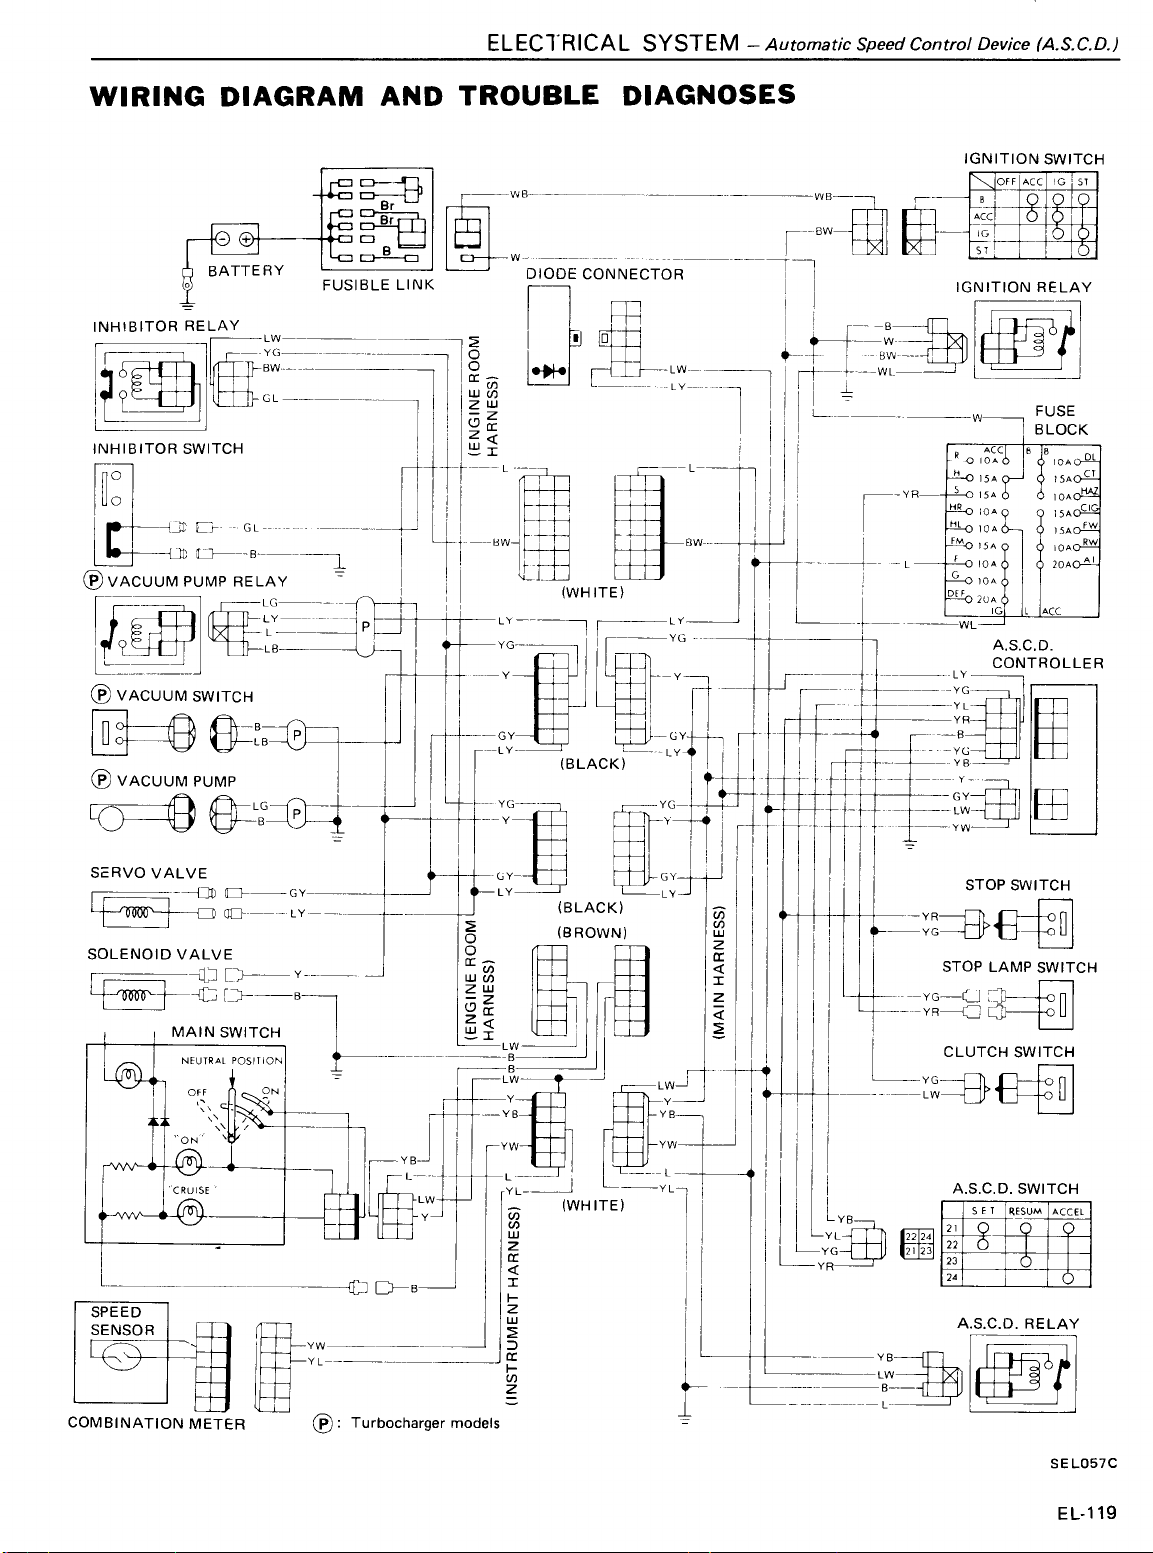 ELECTRICAL SYSTEM – Automatic Speed Control Device (A.S.C.D.)
WIRING DIAGRAM AND TROUBLE DIAGNOSES
IGNITION SWITCH
OFF ACC IG ST
B
ACC
IG
ST
WB
WB
BW
W
Br
Br
B
BATTERY
FUSIBLE LINK
DIODE CONNECTOR
IGNITION RELAY
B
W
BW
WL
INHIBITOR RELAY
LW
YG
BW
GL
(ENGINE ROOM
HARNESS)
LW
LY
W
FUSE
BLOCK
INHIBITOR SWITCH
GL
B
L
L
BW
BW
(WHITE)
YR
L
ACC B B
R 10A 10A DL
H 15A 15A CT
S 15A 10A HAZ
HR 10A 15A CIG
HL 10A 15A FW
FM 15A 10A RW
F 10A 20A AI
G 10A
DEF 20A
IG L ACC
WL
P VACUUM PUMP RELAY
LG
LY
L
LB
P
LY
LY
YG
YG
Y
Y
GY
GY
LY
LY
(BLACK)
A.S.C.D.
CONTROLLER
LY
YG
YL
YR
B
YG
YB
Y
GY
LW
YW
P VACUUM SWITCH
B
LB
P
P VACUUM PUMP
LG
B
P
YG
YG
Y
Y
GY
GY
LY
LY
(BLACK)
SERVO VALVE
GY
LY
SOLENOID VALVE
Y
B
(ENGINE ROOM
HARNESS)
(BROWN)
(MAIN HARNESS)
STOP SWITCH
YR
YG
STOP LAMP SWITCH
YG
YR
CLUTCH SWITCH
YG
LW
MAIN SWITCH
NEUTRAL POSITION
OFF
ON
"ON"
"CRUISE"
LW
B
B
LW
LW
Y
Y
YB
YB
YW
YW
L
L
YL
YL
(WHITE)
YB
L
LW
Y
B
(INSTRUMENT HARNESS)
A.S.C.D. SWITCH
SET RESUM ACCEL
21
22
23
24
YB
YL
YG
YR
22 24
21 23
SPEED
SENSOR
YW
YL
COMBINATION METER
P : Turbocharger models
A.S.C.D. RELAY
YB
LW
B
L
SEL057C
EL-119